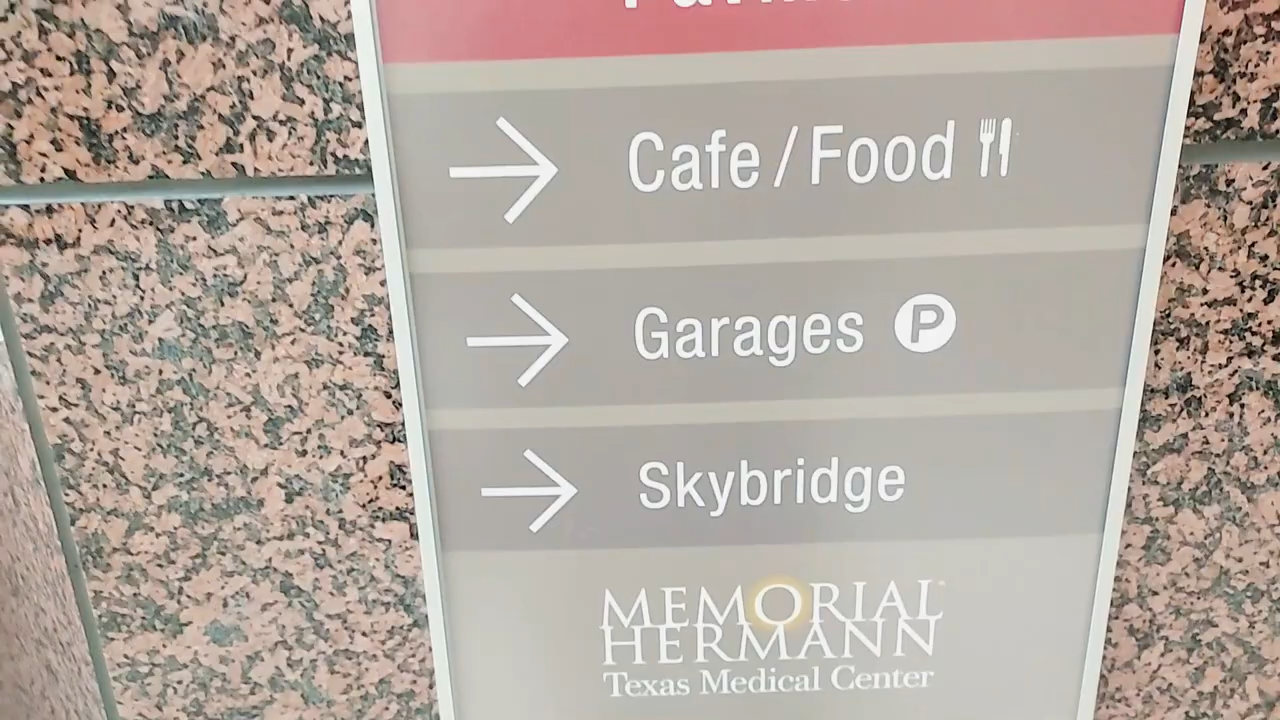 Cafe / Food
Garages P
Skybridge
MEMORIAL
HERMANN
Texas Medical Center